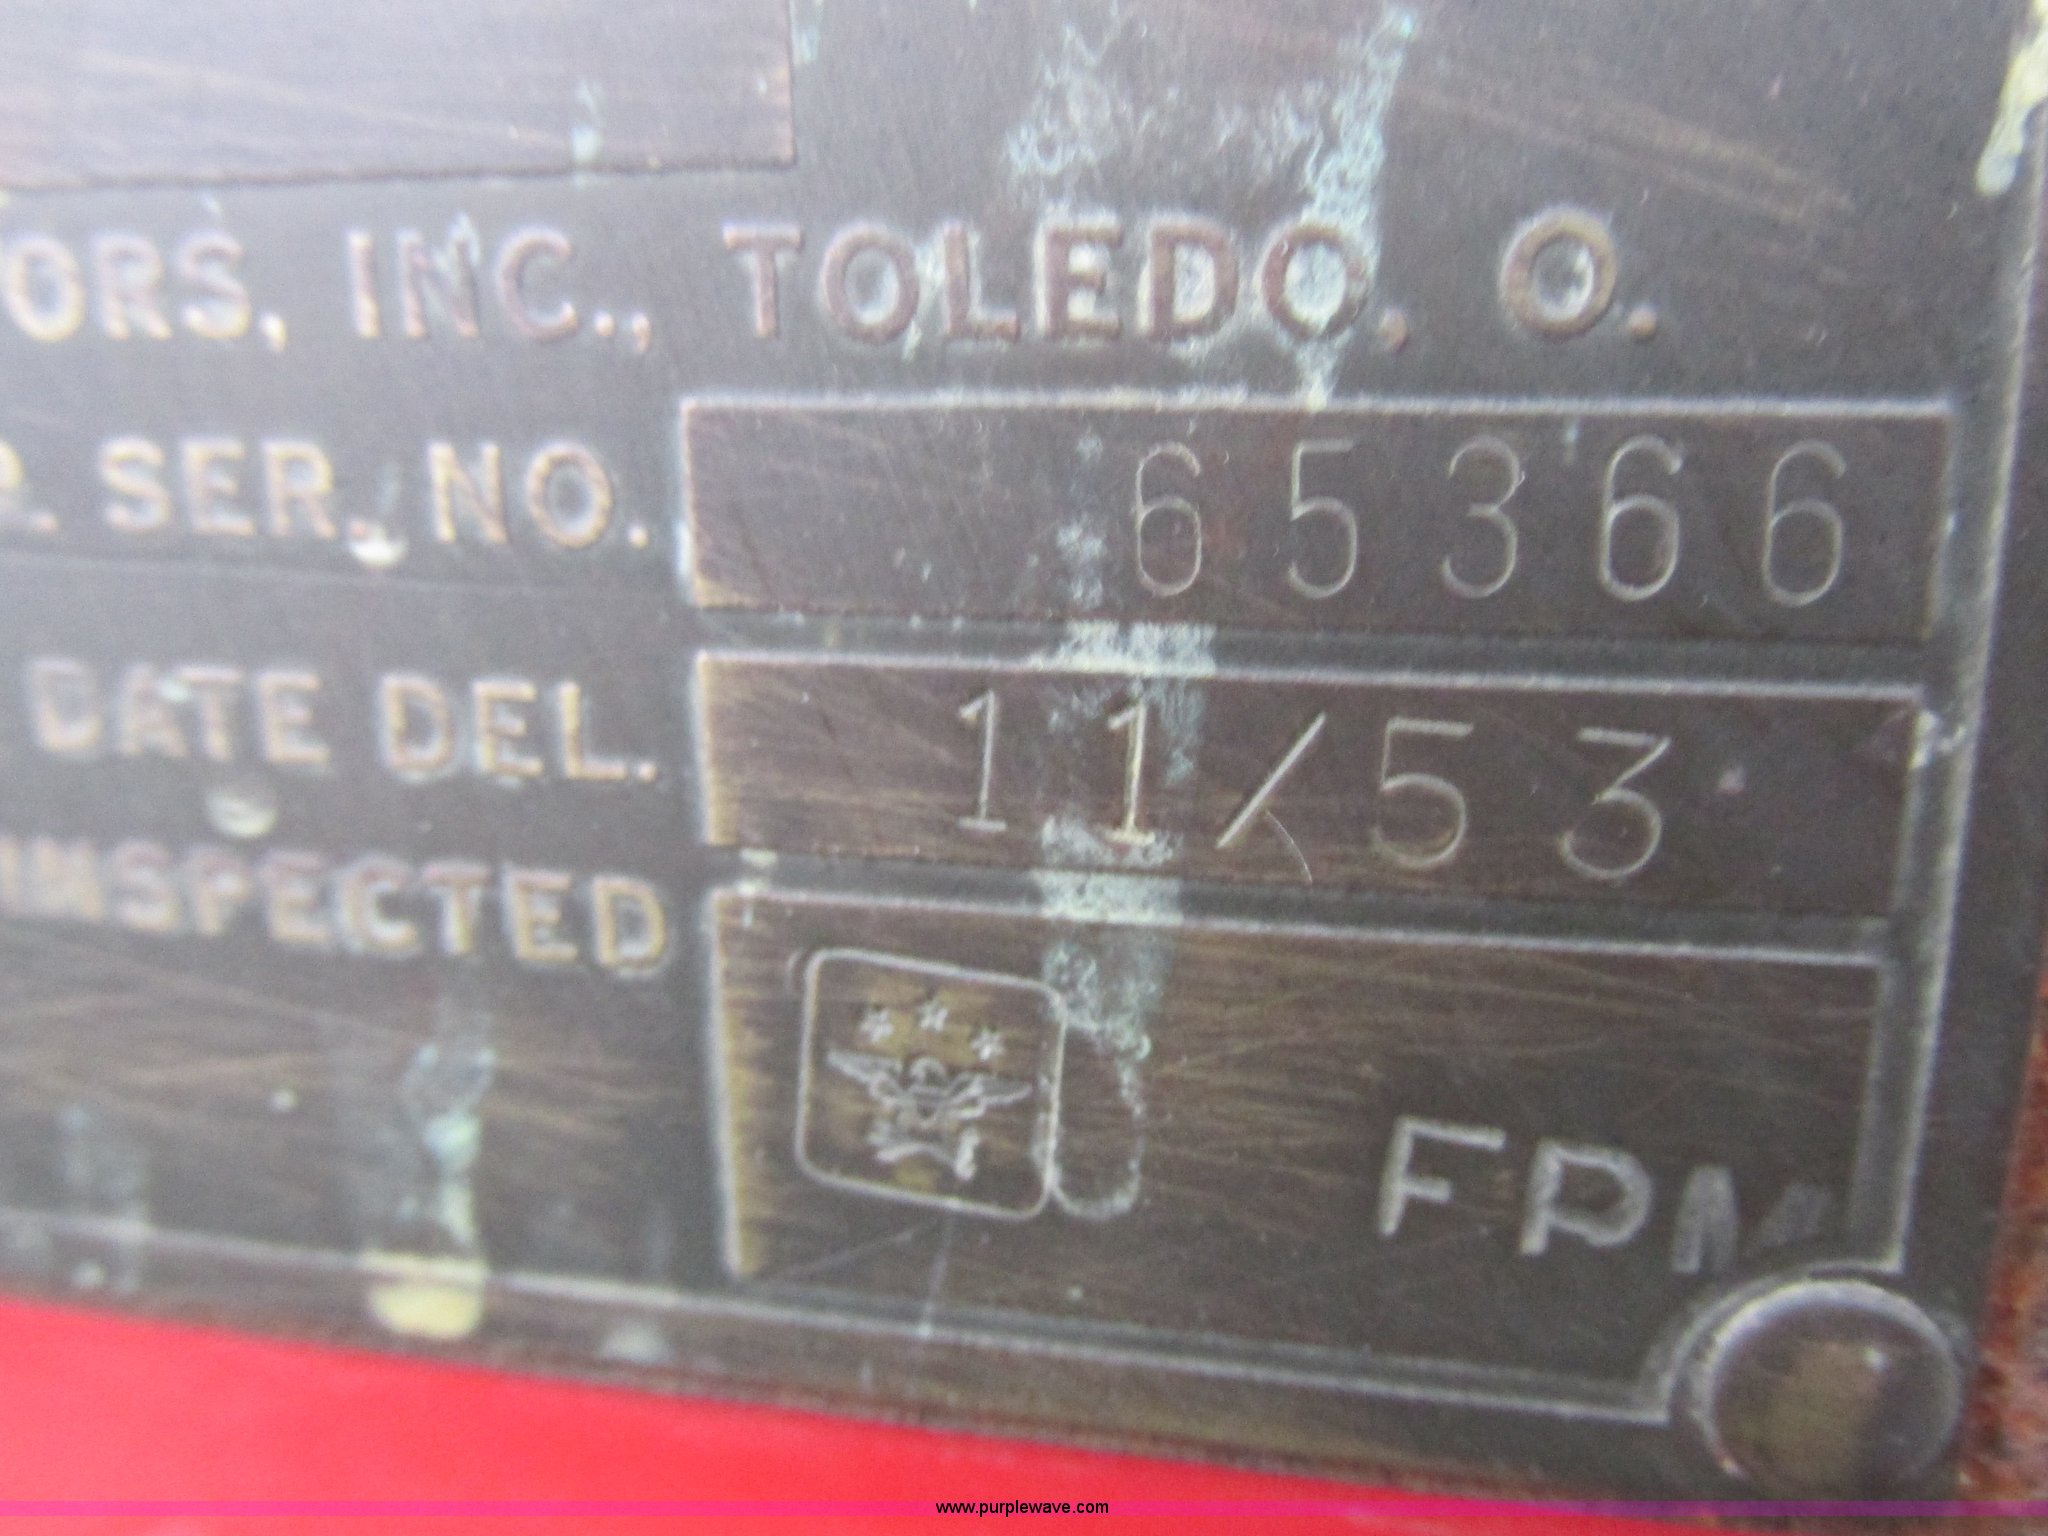 ORS, INC., TOLEDO, O.
R. SER. NO. 65366
DATE DEL. 11/53
INSPECTED
FPM
www.purplewave.com